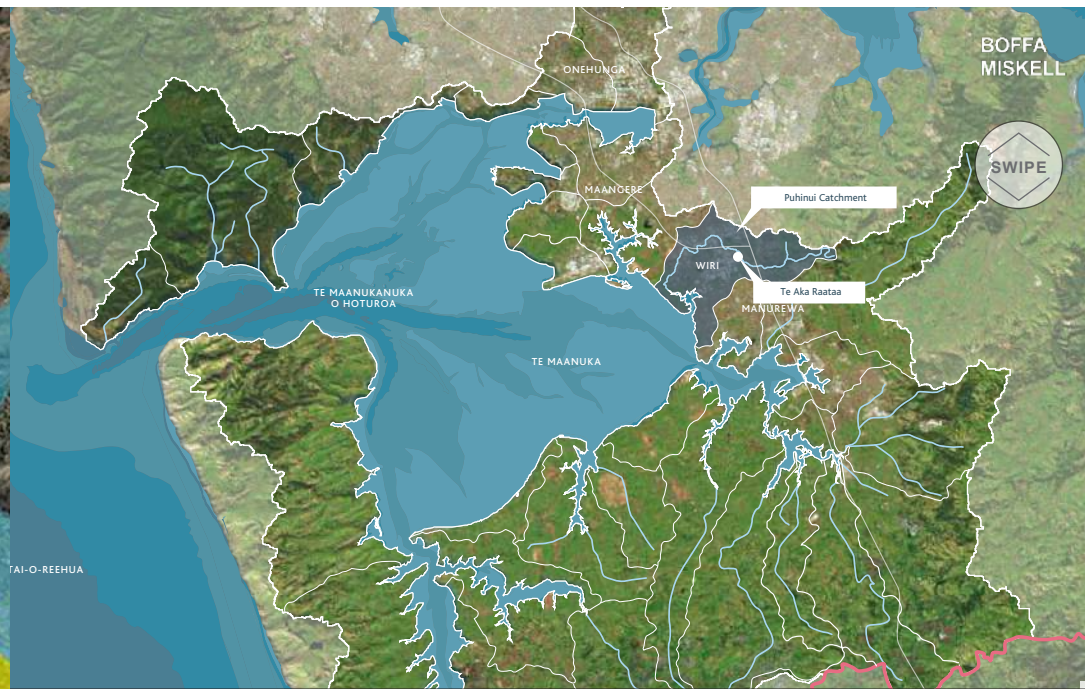 BOFFA
MISKELL
ONEHUNGA
SWIPE
MAANGERE
Puhinui Catchment
WIRI
TE MAANUKANUKA
O HOTUROA
Te Aka Raataa
MANUREWA
TE MAANUKA
TAI-O-REEHUA